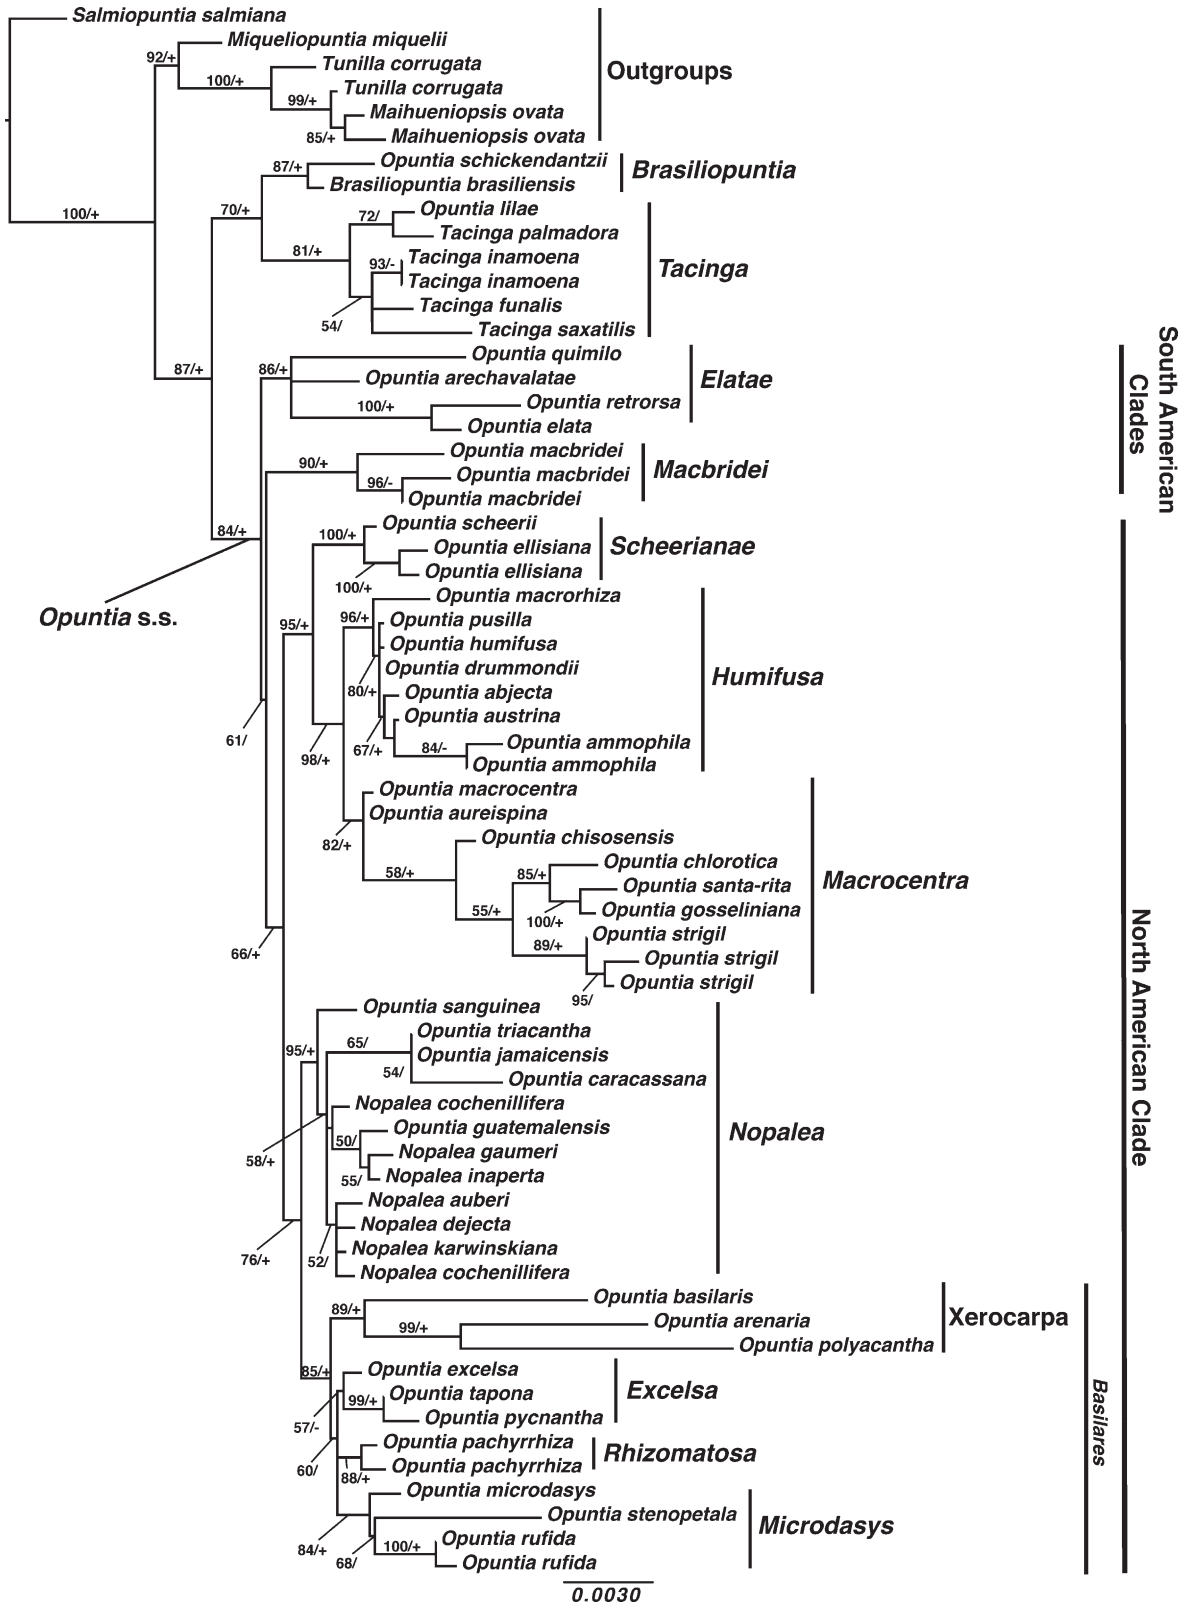 Salmiopuntia salmiana
Miqueliopuntia miquelii
92/+
Tunilla corrugata
Outgroups
100/+
Tunilla corrugata
99/+
Maihueniopsis ovata
85/+
Maihueniopsis ovata
Opuntia schickendantzii
87/+
Brasiliopuntia
Brasiliopuntia brasiliensis
100/+
70/+
Opuntia lilae
72/
Tacinga palmadora
81/+
Tacinga inamoena
93/-
Tacinga
Tacinga inamoena
Tacinga funalis
54/
Tacinga saxatilis
Opuntia quimilo
87/+
86/+
Opuntia arechavalatae
Elatae
Opuntia retrorsa
100/+
Opuntia elata
South American
Clades
Opuntia macbridei
90/+
Macbridei
Opuntia macbridei
96/-
Opuntia macbridei
84/+
Opuntia scheerii
100/+
Opuntia ellisiana
Scheerianae
Opuntia ellisiana
100/+
Opuntia s.s.
Opuntia macrorhiza
95/+
96/+
Opuntia pusilla
Opuntia humifusa
Opuntia drummondii
Humifusa
80/+
Opuntia abjecta
Opuntia austrina
61/
98/+
67/+
84/-
Opuntia ammophila
Opuntia ammophila
Opuntia macrocentra
Opuntia aureispina
82/+
Opuntia chisosensis
58/+
Opuntia chlorotica
85/+
Macrocentra
Opuntia santa-rita
55/+
100/+
Opuntia gosseliniana
Opuntia strigil
89/+
66/+
Opuntia strigil
Opuntia strigil
95/
North American Clade
Opuntia sanguinea
Opuntia triacantha
95/+
65/
Opuntia jamaicensis
54/
Opuntia caracassana
Nopalea cochenillifera
Opuntia guatemalensis
Nopalea
50/
58/+
Nopalea gaumeri
55/
Nopalea inaperta
Nopalea auberi
Nopalea dejecta
76/+
52/
Nopalea karwinskiana
Nopalea cochenillifera
Opuntia basilaris
89/+
Opuntia arenaria
Xerocarpa
99/+
Opuntia polyacantha
85/+
Opuntia excelsa
Opuntia tapona
Excelsa
99/+
Opuntia pycnantha
57/-
Basilares
Opuntia pachyrrhiza
Rhizomatosa
Opuntia pachyrrhiza
60/
88/+
Opuntia microdasys
Opuntia stenopetala
Microdasys
84/+
Opuntia rufida
68/
100/+
Opuntia rufida
0.0030